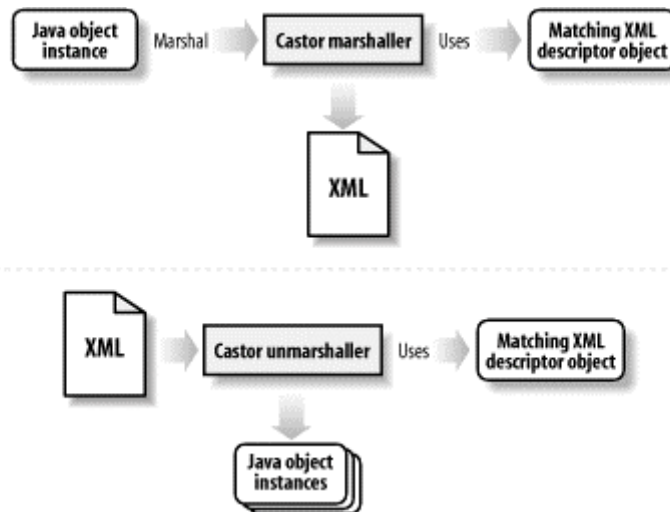 Java object
instance
Marshal
Castor marshaller
Uses
Matching XML
descriptor object
XML
XML
Castor unmarshaller
Uses
Matching XML
descriptor object
Java object
instances